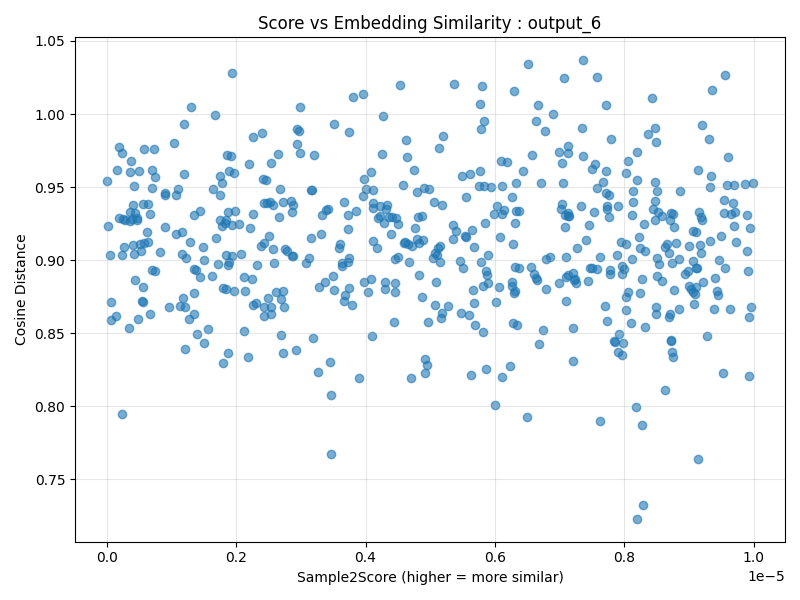 Score vs Embedding Similarity : output_6
1.05
1.00
0.95
0.90
0.85
0.80
0.75
Cosine Distance
0.0 0.2 0.4 0.6 0.8 1.0
1e−5
Sample2Score (higher = more similar)